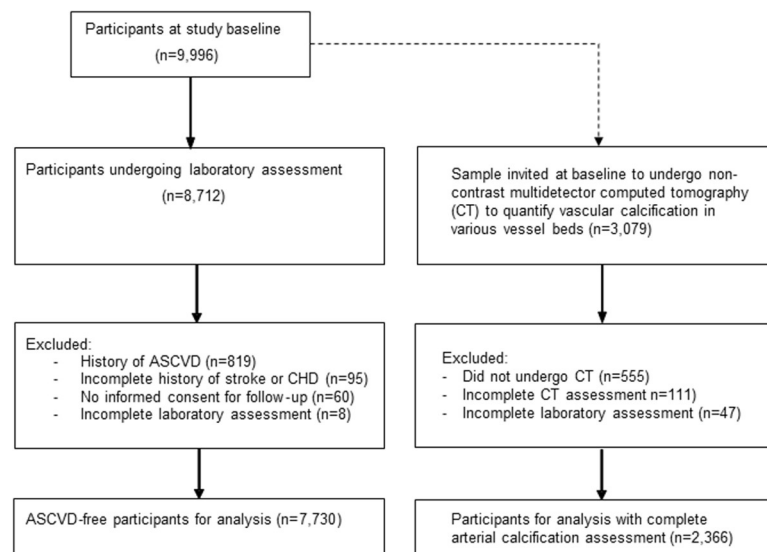 Participants at study baseline
(n=9,996)
Participants undergoing laboratory assessment
(n=8,712)
Sample invited at baseline to undergo non-
contrast multidetector computed tomography
(CT) to quantify vascular calcification in
various vessel beds (n=3,079)
Excluded:
- History of ASCVD (n=819)
- Incomplete history of stroke or CHD (n=95)
- No informed consent for follow-up (n=60)
- Incomplete laboratory assessment (n=8)
Excluded:
- Did not undergo CT (n=555)
- Incomplete CT assessment n=111)
- Incomplete laboratory assessment (n=47)
ASCVD-free participants for analysis (n=7,730)
Participants for analysis with complete
arterial calcification assessment (n=2,366)